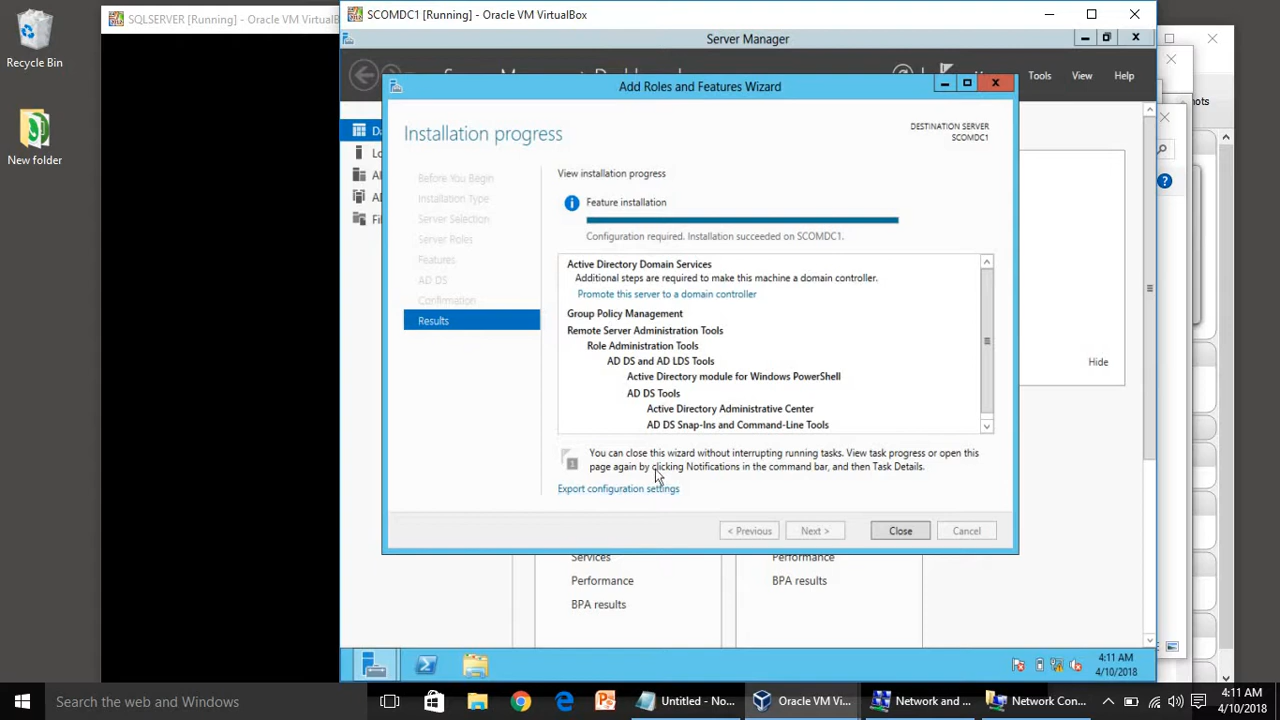 Recycle Bin
New folder
SQLSERVER [Running] - Oracle VM VirtualB
SCOMDC1 [Running] - Oracle VM VirtualBox
Server Manager
Tools
View
Help
Add Roles and Features Wizard
Installation progress
DESTINATION SERVER
SCOMDC1
Before You Begin
Installation Type
Server Selection
Server Roles
Features
AD DS
Confirmation
Results
View installation progress
Feature installation
Configuration required. Installation succeeded on SCOMDC1.
Active Directory Domain Services
Additional steps are required to make this machine a domain controller.
Promote this server to a domain controller
Group Policy Management
Remote Server Administration Tools
Role Administration Tools
AD DS and AD LDS Tools
Active Directory module for Windows PowerShell
AD DS Tools
Active Directory Administrative Center
AD DS Snap-Ins and Command-Line Tools
You can close this wizard without interrupting running tasks. View task progress or open this
page again by clicking Notifications in the command bar, and then Task Details.
Export configuration settings
< Previous
Next >
Close
Cancel
Hide
Services
Performance
BPA results
Performance
BPA results
4:11 AM
4/10/2018
Search the web and Windows
Untitled - No...
Oracle VM Vi...
Network and ...
Network Con...
4:11 AM
4/10/2018